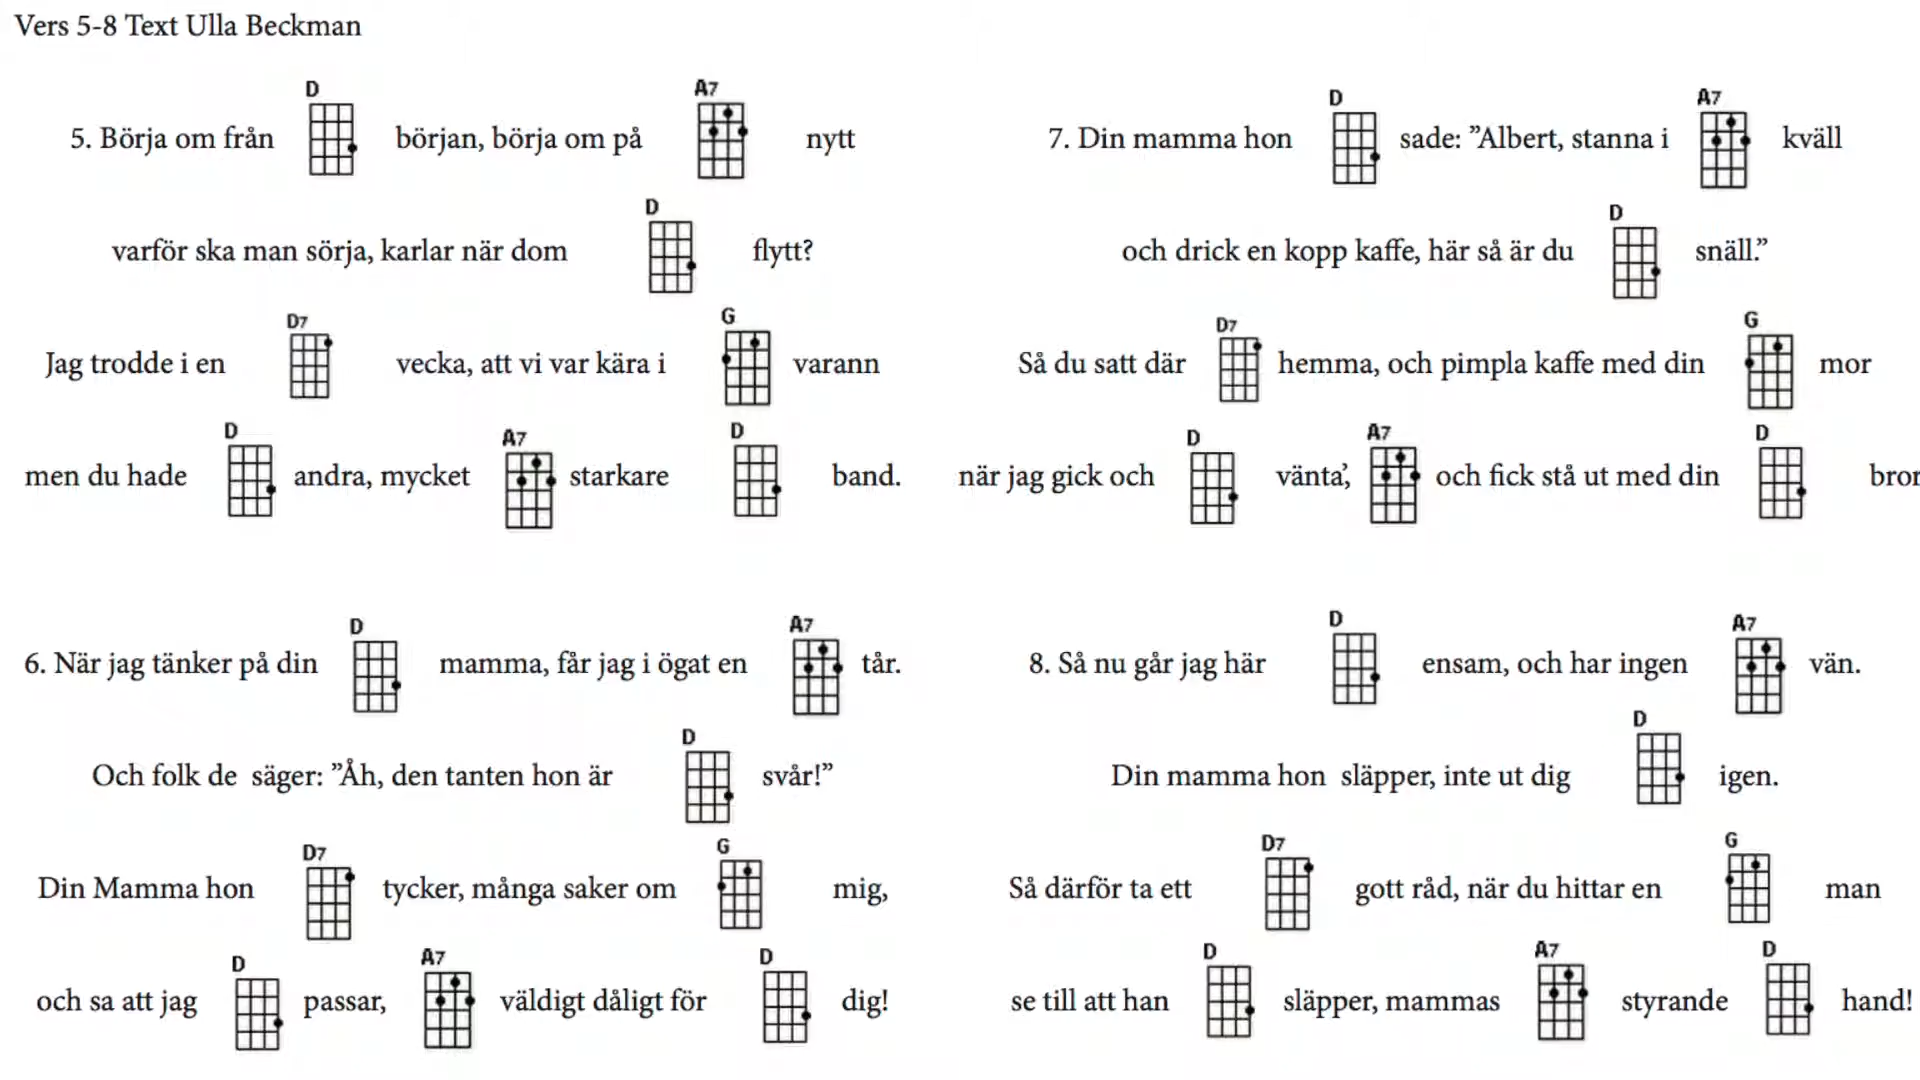 Vers 5-8 Text Ulla Beckman
D A7
5. Börja om från början, börja om på nytt
D
varför ska man sörja, karlar när dom flytt?
D7 G
Jag trodde i en vecka, att vi var kära i varann
D A7 D
men du hade andra, mycket starkare band.
D A7
6. När jag tänker på din mamma, får jag i ögat en tår.
D
Och folk de säger: ”Åh, den tanten hon är svår!”
D7 G
Din Mamma hon tycker, många saker om mig,
D A7 D
och sa att jag passar, väldigt dåligt för dig!
D A7
7. Din mamma hon sade: ”Albert, stanna i kväll
D
och drick en kopp kaffe, här så är du snäll.”
D7 G
Så du satt där hemma, och pimpla kaffe med din mor
D A7 D
när jag gick och vänta’, och fick stå ut med din bror
D A7
8. Så nu går jag här ensam, och har ingen vän.
D
Din mamma hon släpper, inte ut dig igen.
D7 G
Så därför ta ett gott råd, när du hittar en man
D A7 D
se till att han släpper, mammas styrande hand!